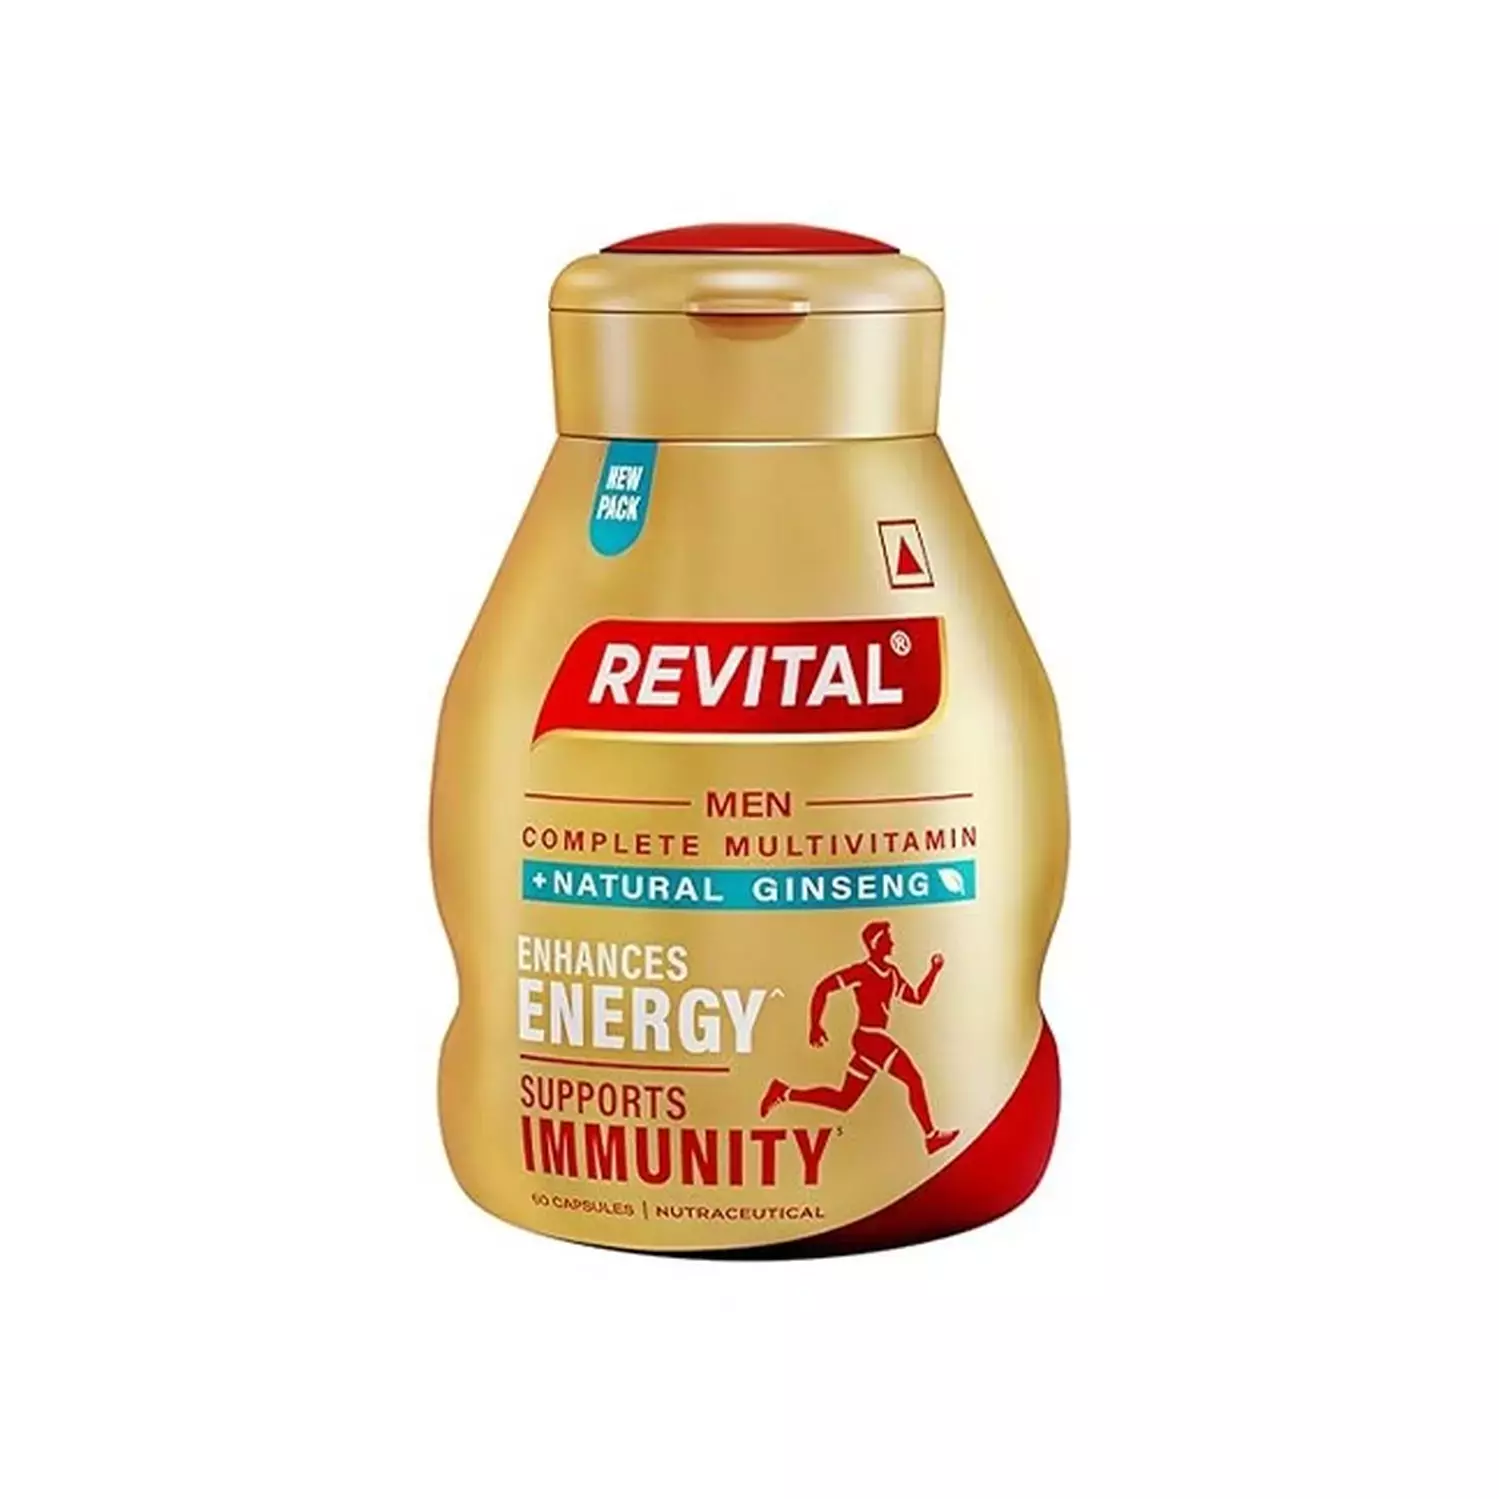 NEW
PACK
REVITAL®
MEN
COMPLETE MULTIVITAMIN
+NATURAL GINSENG
ENHANCES
ENERGY^
SUPPORTS
IMMUNITY$
60 CAPSULES | NUTRACEUTICAL